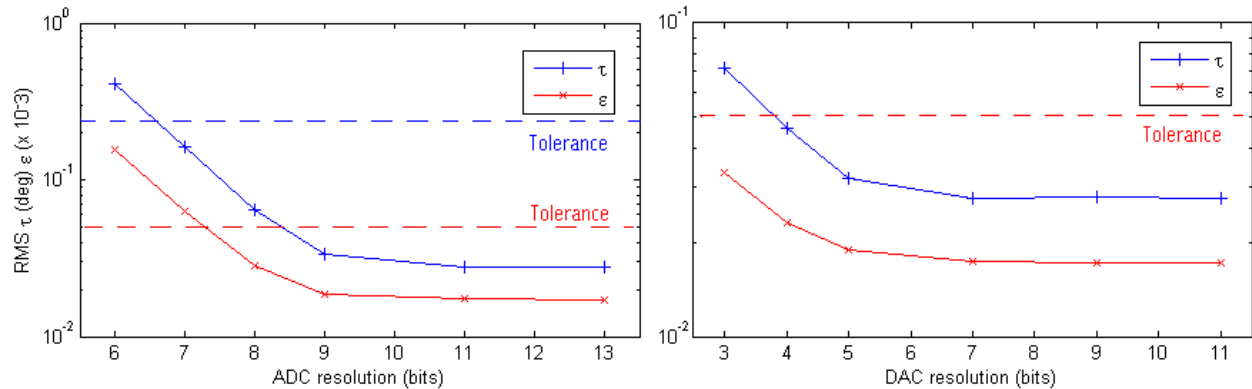 10^0
10^-1
10^-2
RMS τ (deg) ε (x 10^-3)
τ
ε
Tolerance
Tolerance
6 7 8 9 10 11 12 13
ADC resolution (bits)
10^-1
10^-2
τ
ε
Tolerance
3 4 5 6 7 8 9 10 11
DAC resolution (bits)